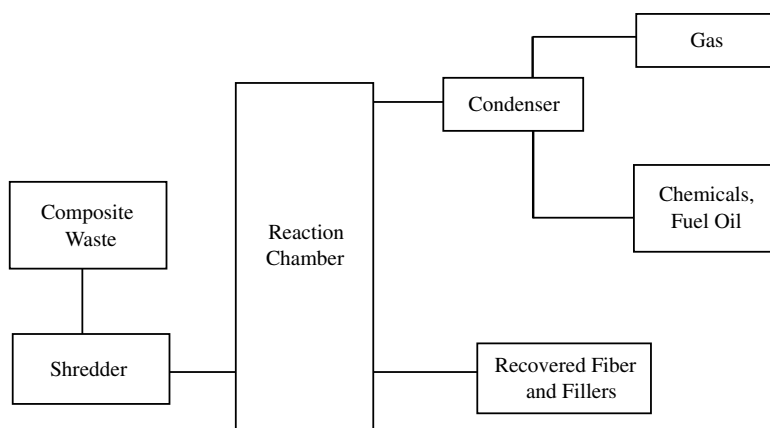 Gas
Condenser
Composite
Waste
Chemicals,
Fuel Oil
Reaction
Chamber
Shredder
Recovered Fiber
and Fillers